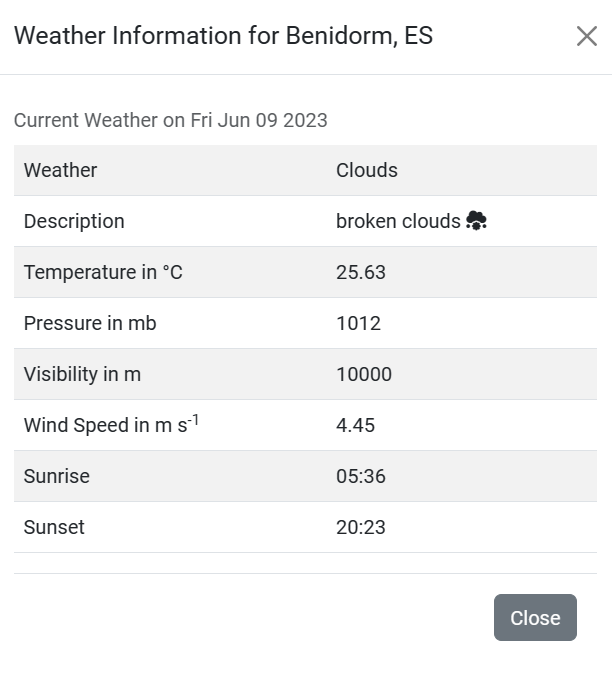 Weather Information for Benidorm, ES
Current Weather on Fri Jun 09 2023
Weather Clouds
Description broken clouds
Temperature in °C 25.63
Pressure in mb 1012
Visibility in m 10000
Wind Speed in m s⁻¹ 4.45
Sunrise 05:36
Sunset 20:23
Close